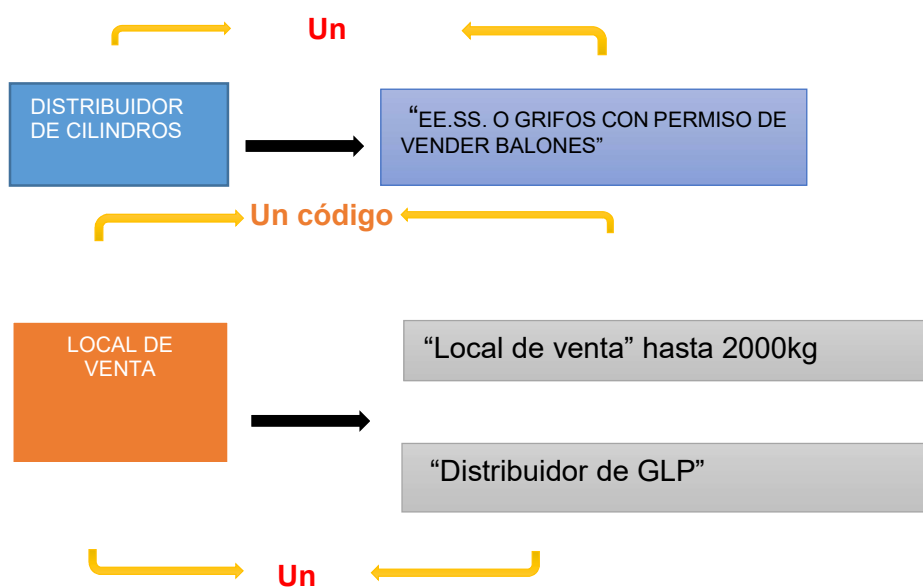 Un
DISTRIBUIDOR
DE CILINDROS
“EE.SS. O GRIFOS CON PERMISO DE
VENDER BALONES”
Un código
LOCAL DE
VENTA
“Local de venta” hasta 2000kg
“Distribuidor de GLP”
Un